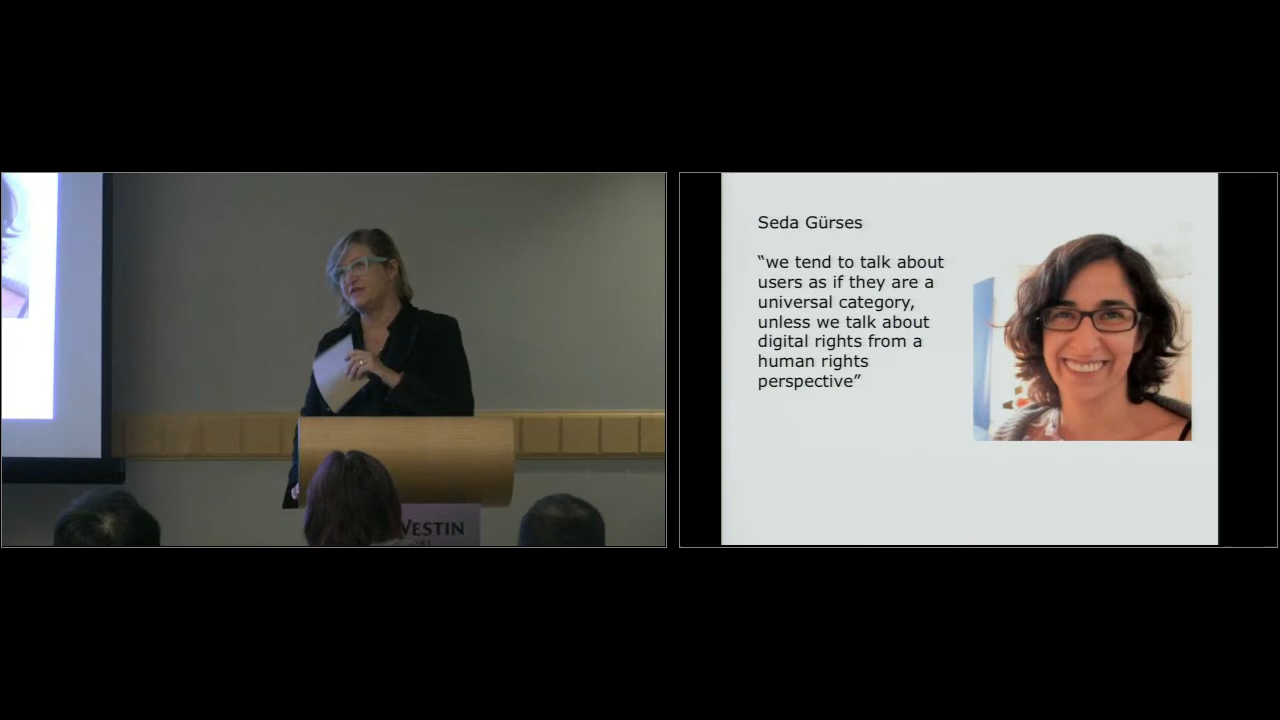 WESTIN
Seda Gürses
“we tend to talk about
users as if they are a
universal category,
unless we talk about
digital rights from a
human rights
perspective”